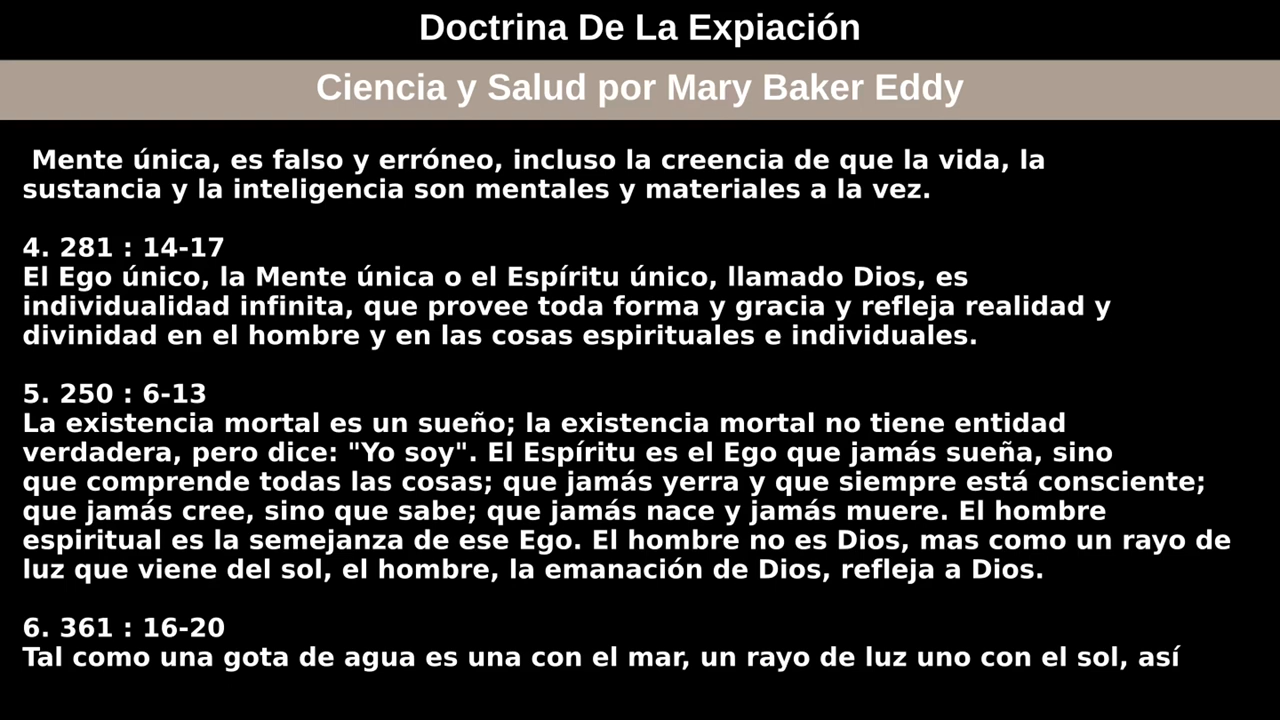 Doctrina De La Expiación
Ciencia y Salud por Mary Baker Eddy
Mente única, es falso y erróneo, incluso la creencia de que la vida, la
sustancia y la inteligencia son mentales y materiales a la vez.
4. 281 : 14-17
El Ego único, la Mente única o el Espíritu único, llamado Dios, es
individualidad infinita, que provee toda forma y gracia y refleja realidad y
divinidad en el hombre y en las cosas espirituales e individuales.
5. 250 : 6-13
La existencia mortal es un sueño; la existencia mortal no tiene entidad
verdadera, pero dice: "Yo soy". El Espíritu es el Ego que jamás sueña, sino
que comprende todas las cosas; que jamás yerra y que siempre está consciente;
que jamás cree, sino que sabe; que jamás nace y jamás muere. El hombre
espiritual es la semejanza de ese Ego. El hombre no es Dios, mas como un rayo de
luz que viene del sol, el hombre, la emanación de Dios, refleja a Dios.
6. 361 : 16-20
Tal como una gota de agua es una con el mar, un rayo de luz uno con el sol, así